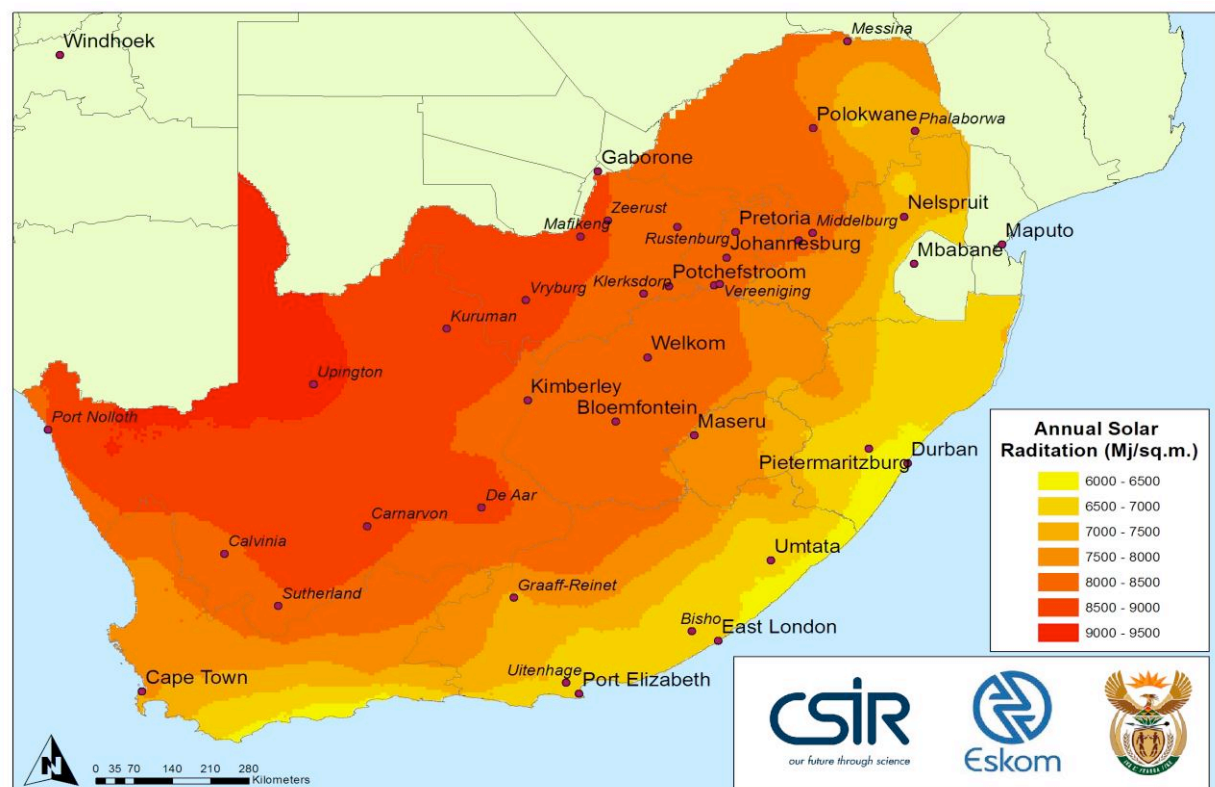 Windhoek
Messina
Polokwane
Phalaborwa
Gaborone
Zeerust
Mafikeng
Nelspruit
Pretoria
Middelburg
Rustenburg
Johannesburg
Maputo
Mbabane
Potchefstroom
Klerksdorp
Vereeniging
Vryburg
Kuruman
Welkom
Upington
Kimberley
Bloemfontein
Port Nolloth
Maseru
Pietermaritzburg
Durban
De Aar
Carnarvon
Calvinia
Umtata
Sutherland
Graaff-Reinet
Bisho
East London
Uitenhage
Port Elizabeth
Cape Town
Annual Solar
Raditation (Mj/sq.m.)
6000 - 6500
6500 - 7000
7000 - 7500
7500 - 8000
8000 - 8500
8500 - 9000
9000 - 9500
N
0 35 70 140 210 280
Kilometers
CSIR
our future through science
Eskom